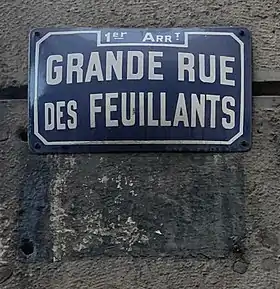 1er ARRT
GRANDE RUE
DES FEUILLANTS